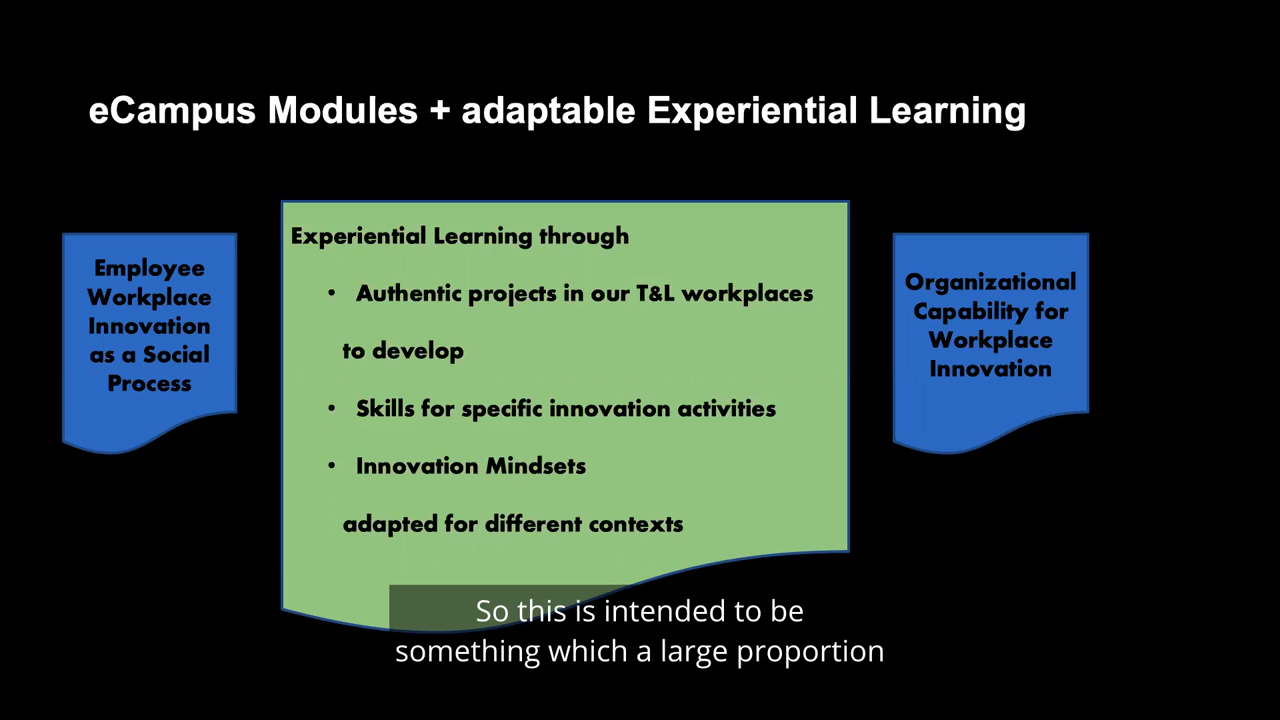 eCampus Modules + adaptable Experiential Learning
Employee
Workplace
Innovation
as a Social
Process
Experiential Learning through
• Authentic projects in our T&L workplaces
to develop
• Skills for specific innovation activities
• Innovation Mindsets
adapted for different contexts
Organizational
Capability for
Workplace
Innovation
So this is intended to be
something which a large proportion